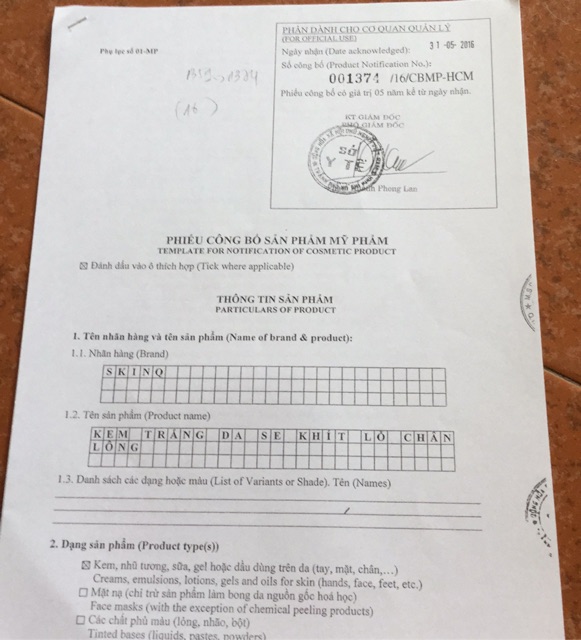 Phụ lục số 01-MP
PHẦN DÀNH CHO CƠ QUAN QUẢN LÝ
(FOR OFFICIAL USE)
Ngày nhận (Date acknowledged): 31-05-2016
Số công bố (Product Notification No.):
001374 /16/CBMP-HCM
Phiếu công bố có giá trị 05 năm kể từ ngày nhận.
KT GIÁM ĐỐC
PHÓ GIÁM ĐỐC
SỞ
Y TẾ
Phong Lan
PHIẾU CÔNG BỐ SẢN PHẨM MỸ PHẨM
TEMPLATE FOR NOTIFICATION OF COSMETIC PRODUCT
☒ Đánh dấu vào ô thích hợp (Tick where applicable)
THÔNG TIN SẢN PHẨM
PARTICULARS OF PRODUCT
1. Tên nhãn hàng và tên sản phẩm (Name of brand & product):
1.1. Nhãn hàng (Brand)
SKINQ
1.2. Tên sản phẩm (Product name)
KEM TRẮNG DA SE KHÍT LỖ CHÂN
LÔNG
1.3. Danh sách các dạng hoặc màu (List of Variants or Shade). Tên (Names)
2. Dạng sản phẩm (Product type(s))
☒ Kem, nhũ tương, sữa, gel hoặc dầu dùng trên da (tay, mặt, chân,…)
Creams, emulsions, lotions, gels and oils for skin (hands, face, feet, etc.)
☐ Mặt nạ (chỉ trừ sản phẩm làm bong da nguồn gốc hoá học)
Face masks (with the exception of chemical peeling products)
☐ Các chất phủ màu (lỏng, nhão, bột)
Tinted bases (liquids, pastes, powders)